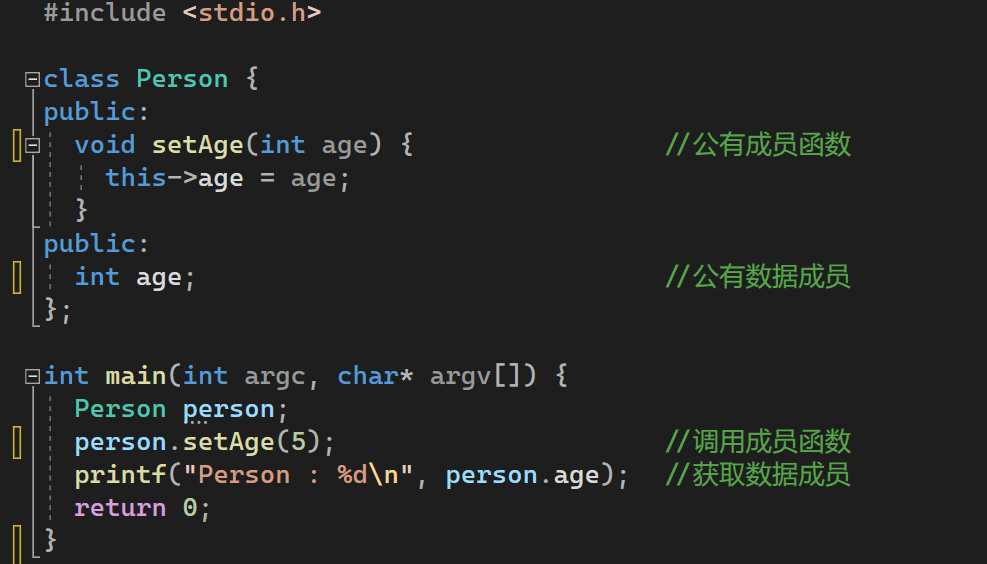 #include <stdio.h>
class Person {
public:
void setAge(int age) { //公有成员函数
this->age = age;
}
public:
int age; //公有数据成员
};
int main(int argc, char* argv[]) {
Person person;
person.setAge(5); //调用成员函数
printf("Person : %d\n", person.age); //获取数据成员
return 0;
}